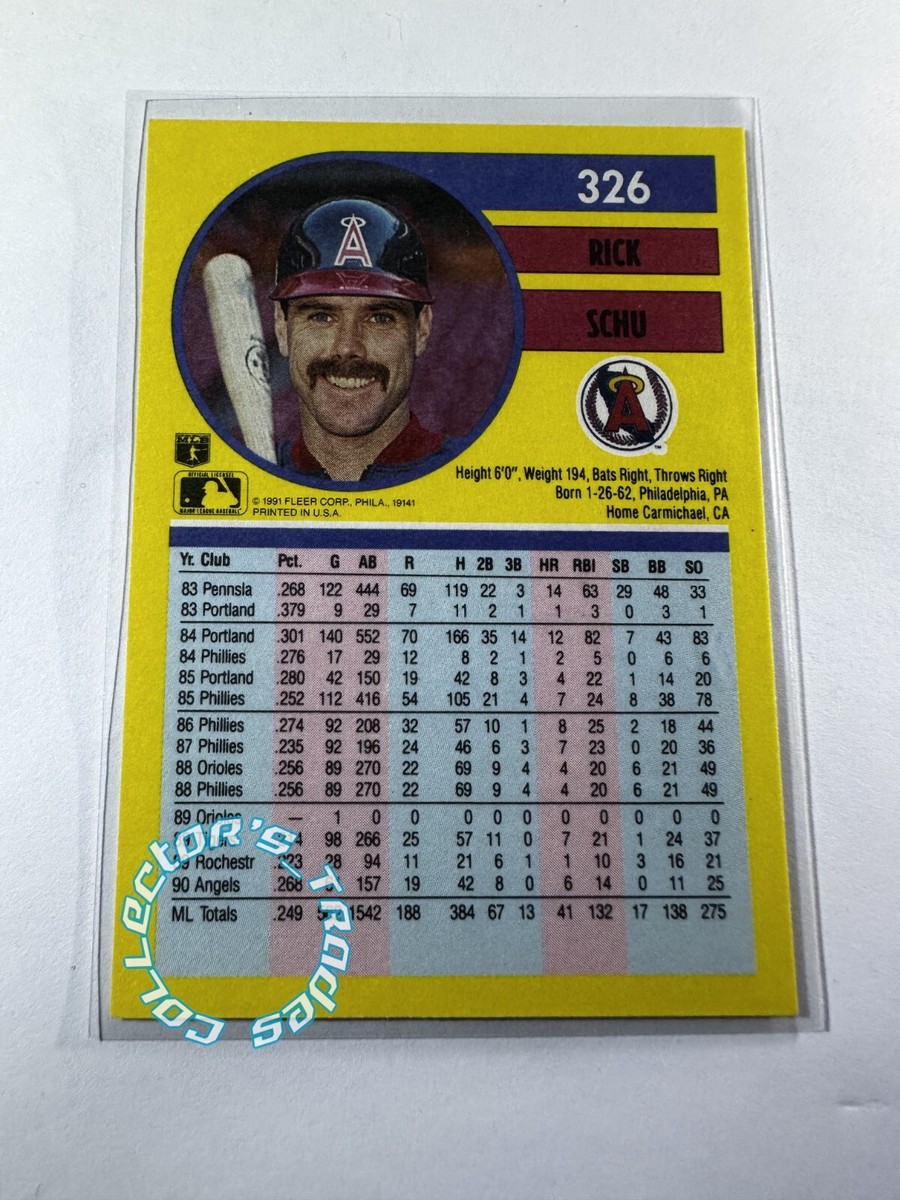 326
RICK
SCHU
A
A
TM
MLB
OFFICIAL LICENSEE
MAJOR LEAGUE BASEBALL
© 1991 FLEER CORP., PHILA., 19141
PRINTED IN U.S.A.
Height 6'0", Weight 194, Bats Right, Throws Right
Born 1-26-62, Philadelphia, PA
Home Carmichael, CA
Yr. Club Pct. G AB R H 2B 3B HR RBI SB BB SO
83 Pennsla .268 122 444 69 119 22 3 14 63 29 48 33
83 Portland .379 9 29 7 11 2 1 1 3 0 3 1
84 Portland .301 140 552 70 166 35 14 12 82 7 43 83
84 Phillies .276 17 29 12 8 2 1 2 5 0 6 6
85 Portland .280 42 150 19 42 8 3 4 22 1 14 20
85 Phillies .252 112 416 54 105 21 4 7 24 8 38 78
86 Phillies .274 92 208 32 57 10 1 8 25 2 18 44
87 Phillies .235 92 196 24 46 6 3 7 23 0 20 36
88 Orioles .256 89 270 22 69 9 4 4 20 6 21 49
88 Phillies .256 89 270 22 69 9 4 4 20 6 21 49
89 Orioles — 1 0 0 0 0 0 0 0 0 0 0
98 266 25 57 11 0 7 21 1 24 37
Rochestr .223 28 94 11 21 6 1 1 10 3 16 21
90 Angels .268 157 19 42 8 0 6 14 0 11 25
ML Totals .249 1542 188 384 67 13 41 132 17 138 275
COLLECTOR'S TRADES